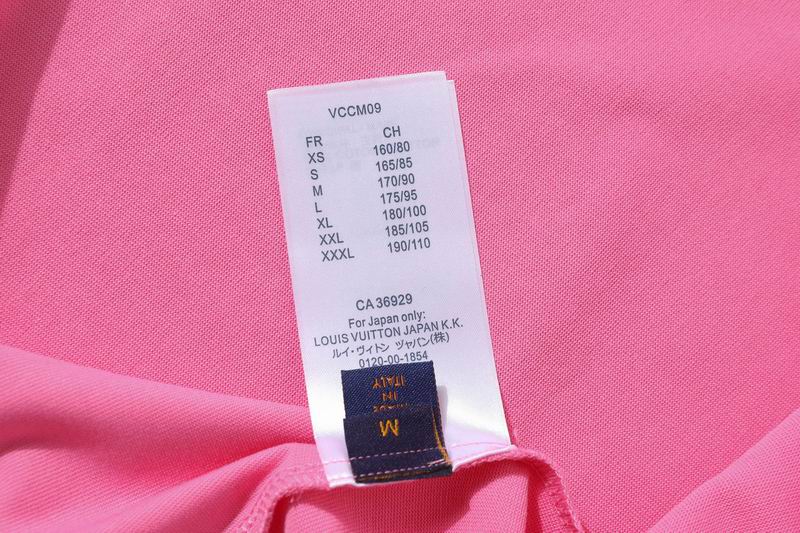 VCCM09
FR CH
XS 160/80
S 165/85
M 170/90
L 175/95
XL 180/100
XXL 185/105
XXXL 190/110
CA 36929
For Japan only:
LOUIS VUITTON JAPAN K.K.
ルイ・ヴィトン ジャパン(株)
0120-00-1854
MADE
IN
ITALY
M